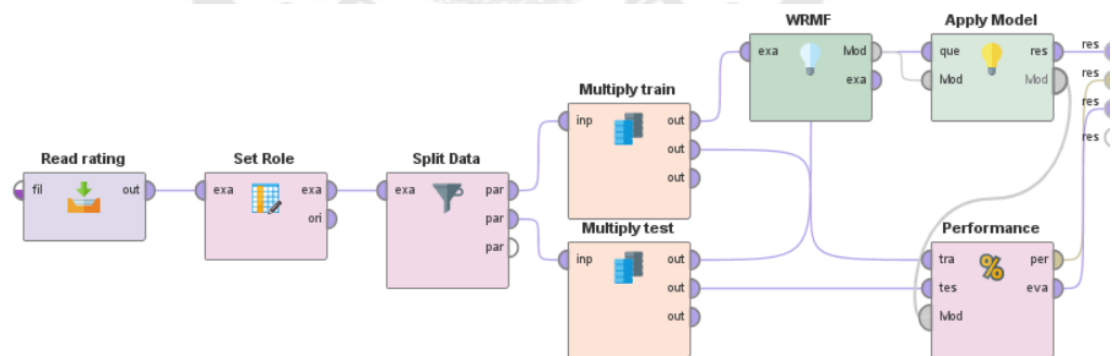 Read rating
fil
out
Set Role
exa
exa
ori
Split Data
exa
par
par
par
Multiply train
inp
out
out
out
Multiply test
inp
out
out
out
WRMF
exa
Mod
exa
Apply Model
que
res
Mod
Mod
Performance
tra
per
tes
eva
Mod
%
res
res
res
res